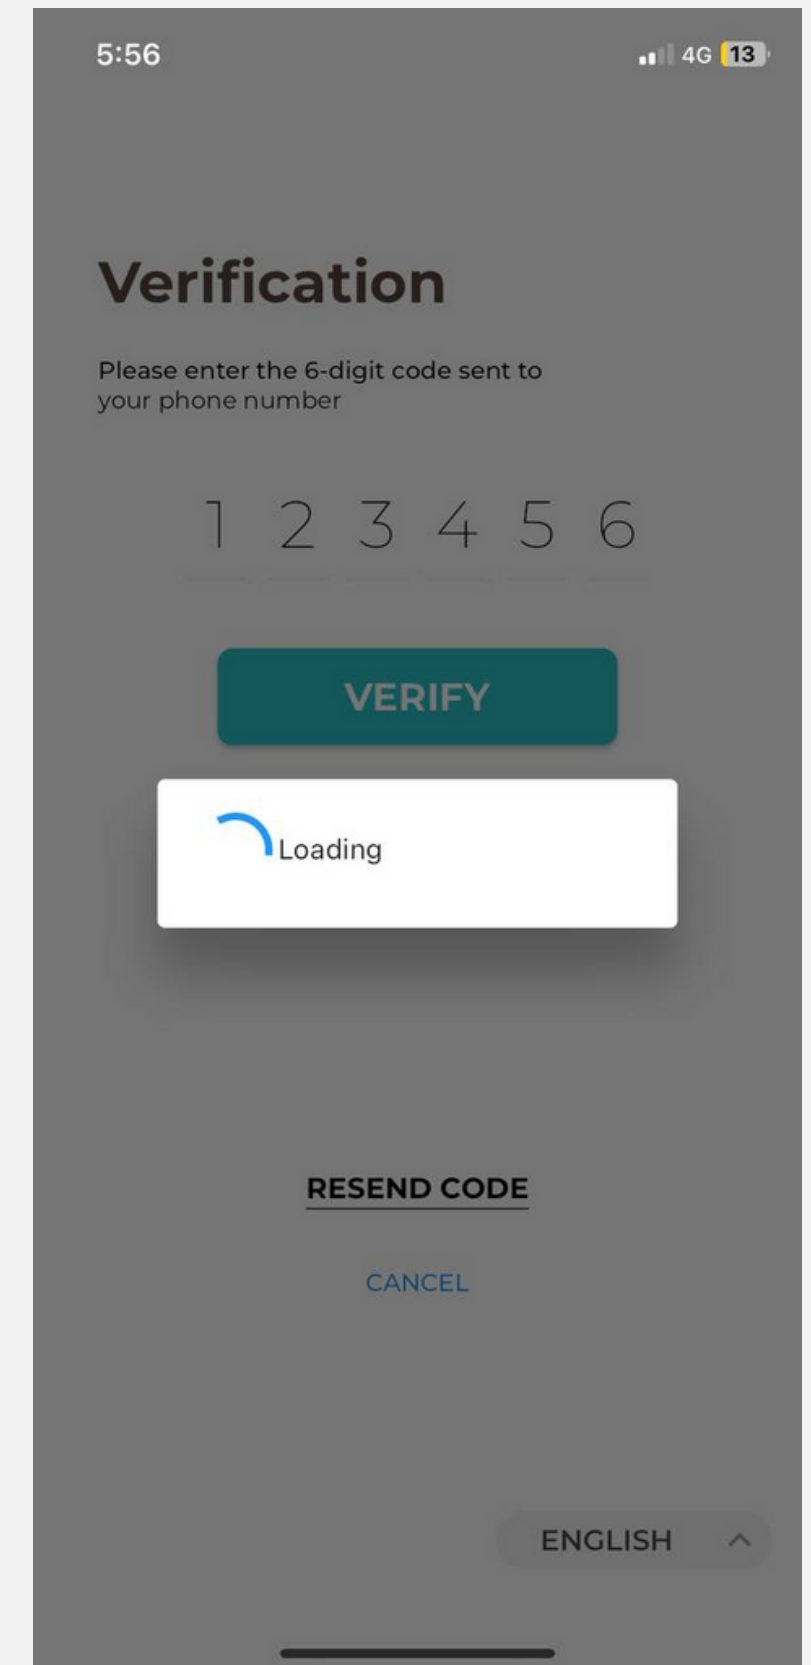 5:56
4G 13
Verification
Please enter the 6-digit code sent to
your phone number
1 2 3 4 5 6
VERIFY
Loading
RESEND CODE
CANCEL
ENGLISH